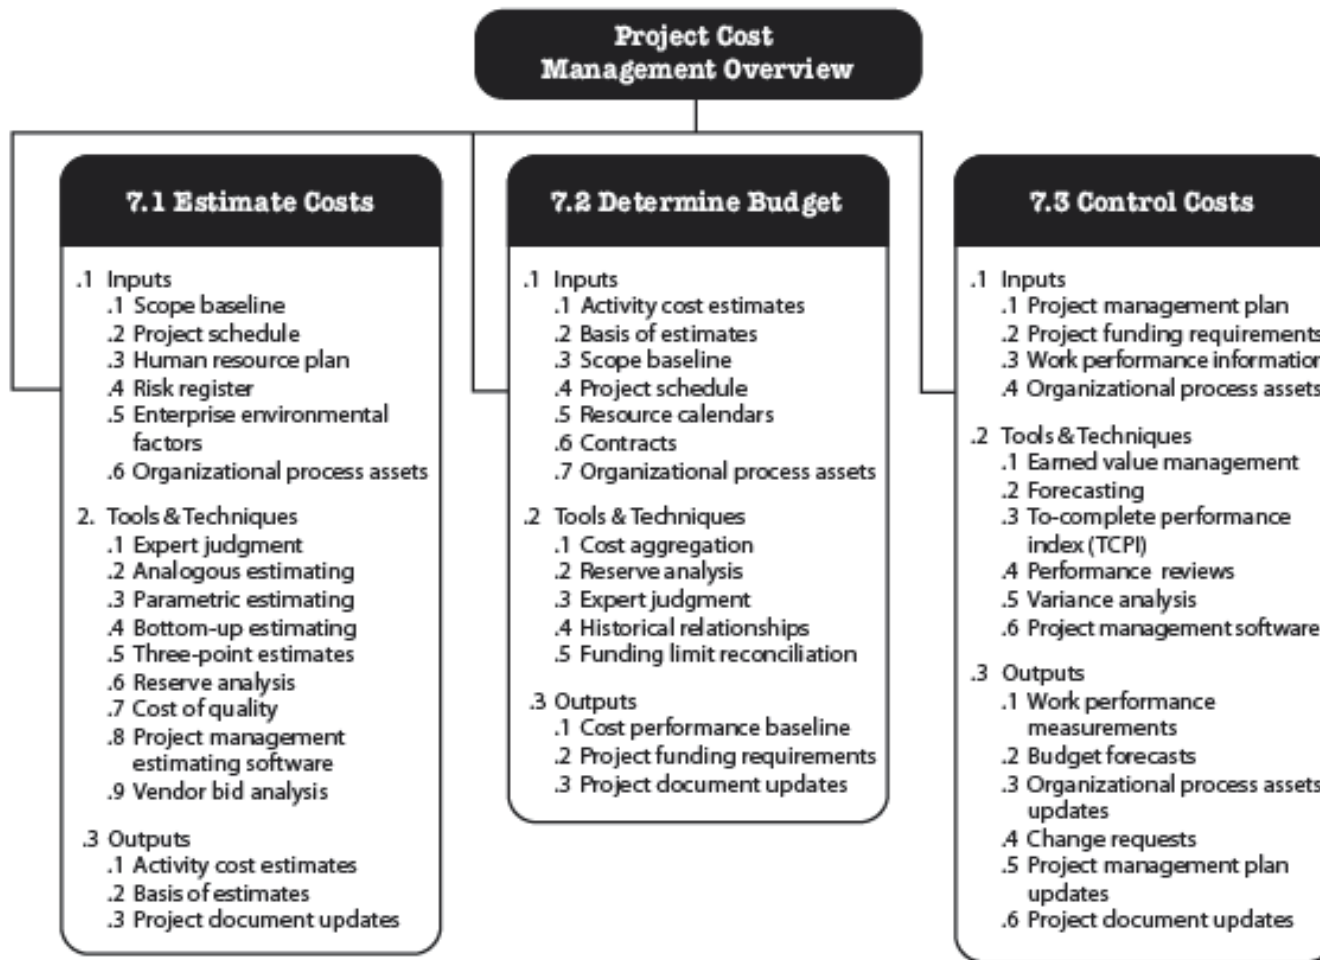 Project Cost
Management Overview
7.1 Estimate Costs
.1 Inputs
.1 Scope baseline
.2 Project schedule
.3 Human resource plan
.4 Risk register
.5 Enterprise environmental
factors
.6 Organizational process assets
2. Tools & Techniques
.1 Expert judgment
.2 Analogous estimating
.3 Parametric estimating
.4 Bottom-up estimating
.5 Three-point estimates
.6 Reserve analysis
.7 Cost of quality
.8 Project management
estimating software
.9 Vendor bid analysis
.3 Outputs
.1 Activity cost estimates
.2 Basis of estimates
.3 Project document updates
7.2 Determine Budget
.1 Inputs
.1 Activity cost estimates
.2 Basis of estimates
.3 Scope baseline
.4 Project schedule
.5 Resource calendars
.6 Contracts
.7 Organizational process assets
.2 Tools & Techniques
.1 Cost aggregation
.2 Reserve analysis
.3 Expert judgment
.4 Historical relationships
.5 Funding limit reconciliation
.3 Outputs
.1 Cost performance baseline
.2 Project funding requirements
.3 Project document updates
7.3 Control Costs
.1 Inputs
.1 Project management plan
.2 Project funding requirements
.3 Work performance information
.4 Organizational process assets
.2 Tools & Techniques
.1 Earned value management
.2 Forecasting
.3 To-complete performance
index (TCPI)
.4 Performance reviews
.5 Variance analysis
.6 Project management software
.3 Outputs
.1 Work performance
measurements
.2 Budget forecasts
.3 Organizational process assets
updates
.4 Change requests
.5 Project management plan
updates
.6 Project document updates